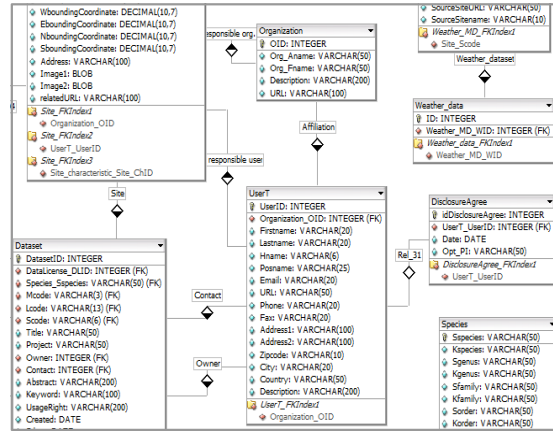 WboundingCoordinate: DECIMAL(10,7)
EboundingCoordinate: DECIMAL(10,7)
NboundingCoordinate: DECIMAL(10,7)
SboundingCoordinate: DECIMAL(10,7)
Address: VARCHAR(100)
Image1: BLOB
Image2: BLOB
relatedURL: VARCHAR(100)
Site_FKIndex1
Organization_OID
Site_FKIndex2
UserT_UserID
Site_FKIndex3
Site_characteristic_Site_ChID
esponsible org.
Organization
OID: INTEGER
Org_Aname: VARCHAR(50)
Org_Fname: VARCHAR(50)
Description: VARCHAR(200)
URL: VARCHAR(100)
SourceSiteURL: VARCHAR(50)
SourceSitename: VARCHAR(10)
Weather_MD_FKIndex1
Site_Scode
Weather_dataset
Weather_data
ID: INTEGER
Weather_MD_WID: INTEGER (FK)
Weather_data_FKIndex1
Weather_MD_WID
Affiliation
responsible user
Site
UserT
UserID: INTEGER
Organization_OID: INTEGER (FK)
Firstname: VARCHAR(20)
Lastname: VARCHAR(20)
Hname: VARCHAR(6)
Posname: VARCHAR(25)
Email: VARCHAR(20)
URL: VARCHAR(50)
Phone: VARCHAR(20)
Fax: VARCHAR(20)
Address1: VARCHAR(100)
Address2: VARCHAR(100)
Zipcode: VARCHAR(10)
City: VARCHAR(20)
Country: VARCHAR(50)
Description: VARCHAR(200)
UserT_FKIndex1
Organization_OID
DisclosureAgree
idDisclosureAgree: INTEGER
UserT_UserID: INTEGER (FK)
Date: DATE
Opt_PI: VARCHAR(50)
DisclosureAgree_FKIndex1
UserT_UserID
Rel_31
Dataset
DatasetID: INTEGER
DataLicense_DLID: INTEGER (FK)
Species_Sspecies: VARCHAR(50) (FK)
Mcode: VARCHAR(3) (FK)
Lcode: VARCHAR(13) (FK)
Scode: VARCHAR(6) (FK)
Title: VARCHAR(50)
Project: VARCHAR(50)
Owner: INTEGER (FK)
Contact: INTEGER (FK)
Abstract: VARCHAR(200)
Keyword: VARCHAR(100)
UsageRight: VARCHAR(200)
Created: DATE
Contact
Owner
Species
Sspecies: VARCHAR(50)
Kspecies: VARCHAR(50)
Sgenus: VARCHAR(50)
Kgenus: VARCHAR(50)
Sfamily: VARCHAR(50)
Kfamily: VARCHAR(50)
Sorder: VARCHAR(50)
Korder: VARCHAR(50)